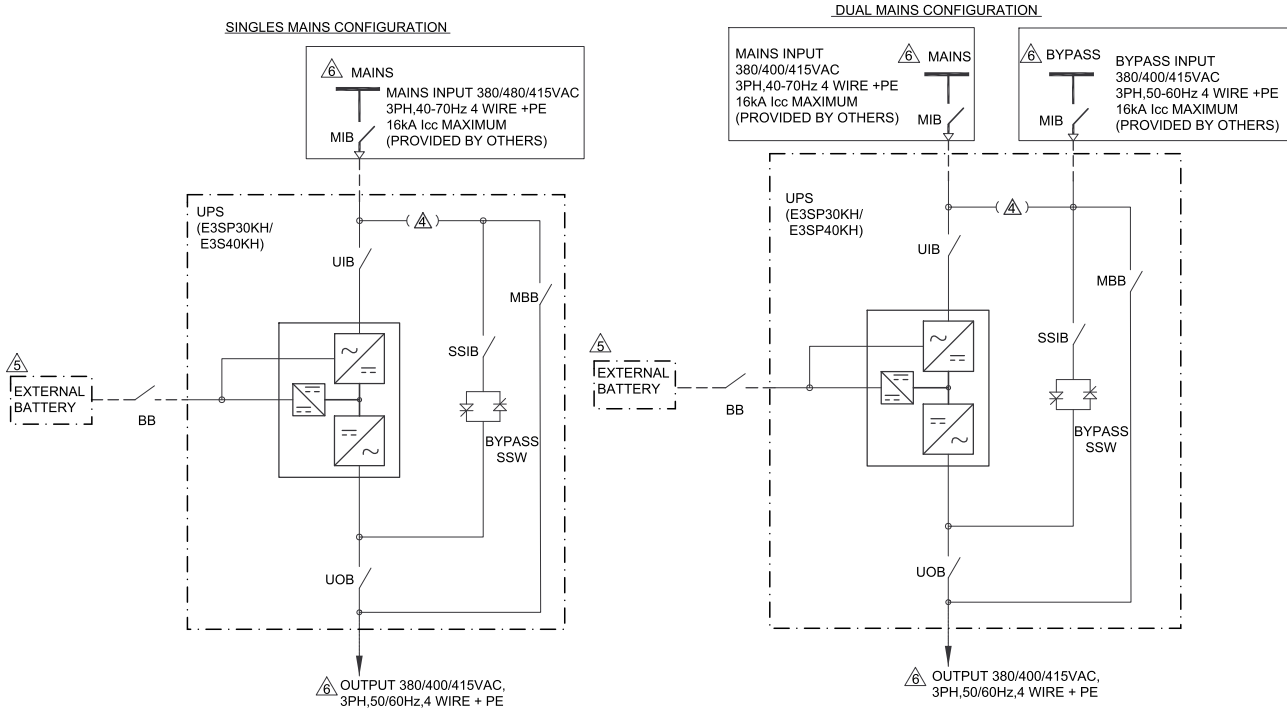 SINGLES MAINS CONFIGURATION
6 MAINS
MAINS INPUT 380/480/415VAC
3PH,40-70Hz 4 WIRE +PE
16kA Icc MAXIMUM
(PROVIDED BY OTHERS)
MIB
UPS
(E3SP30KH/
E3S40KH)
4
UIB
MBB
SSIB
5
EXTERNAL
BATTERY
BB
BYPASS
SSW
UOB
6 OUTPUT 380/400/415VAC,
3PH,50/60Hz,4 WIRE + PE
DUAL MAINS CONFIGURATION
MAINS INPUT
380/400/415VAC
3PH,40-70Hz 4 WIRE +PE
16kA Icc MAXIMUM
(PROVIDED BY OTHERS)
6 MAINS
MIB
6 BYPASS
MIB
BYPASS INPUT
380/400/415VAC
3PH,50-60Hz 4 WIRE +PE
16kA Icc MAXIMUM
(PROVIDED BY OTHERS)
UPS
(E3SP30KH/
E3SP40KH)
4
UIB
MBB
SSIB
5
EXTERNAL
BATTERY
BB
BYPASS
SSW
UOB
6 OUTPUT 380/400/415VAC,
3PH,50/60Hz,4 WIRE + PE